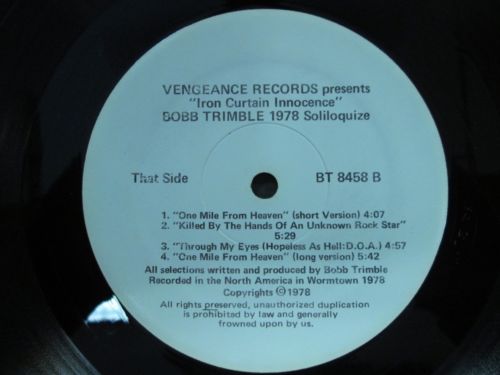 VENGEANCE RECORDS presents
"Iron Curtain Innocence"
BOBB TRIMBLE 1978 Soliloquize
That Side BT 8458 B
1. "One Mile From Heaven" (short Version) 4:07
2. "Killed By The Hands Of An Unknown Rock Star"
5:29
3. "Through My Eyes (Hopeless As Hell:D.O.A.) 4:57
4. "One Mile From Heaven" (long version) 5:42
All selections written and produced by Bobb Trimble
Recorded in the North America in Wormtown 1978
Copyrights ©1978
All rights preserved, unauthorized duplication
is prohibited by law and generally
frowned upon by us.